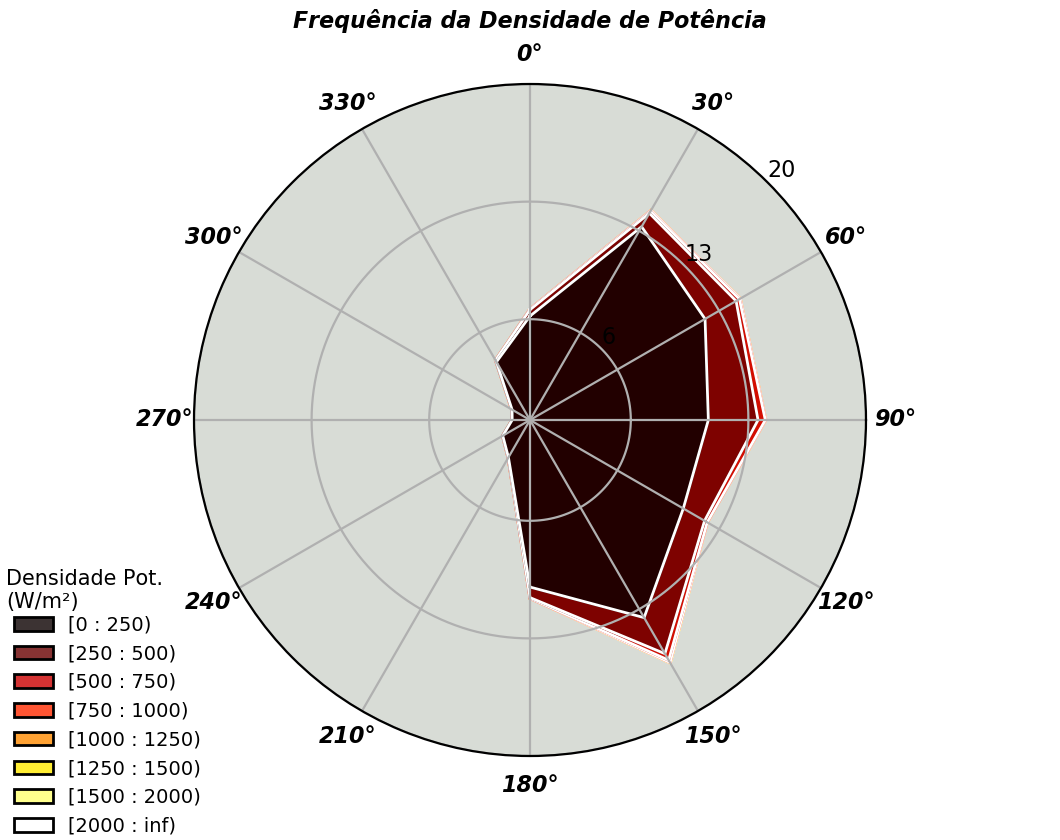 Frequência da Densidade de Potência
0°
330°
30°
20
300°
60°
13
6
270°
90°
240°
120°
210°
150°
180°
Densidade Pot.
(W/m²)
[0 : 250)
[250 : 500)
[500 : 750)
[750 : 1000)
[1000 : 1250)
[1250 : 1500)
[1500 : 2000)
[2000 : inf)